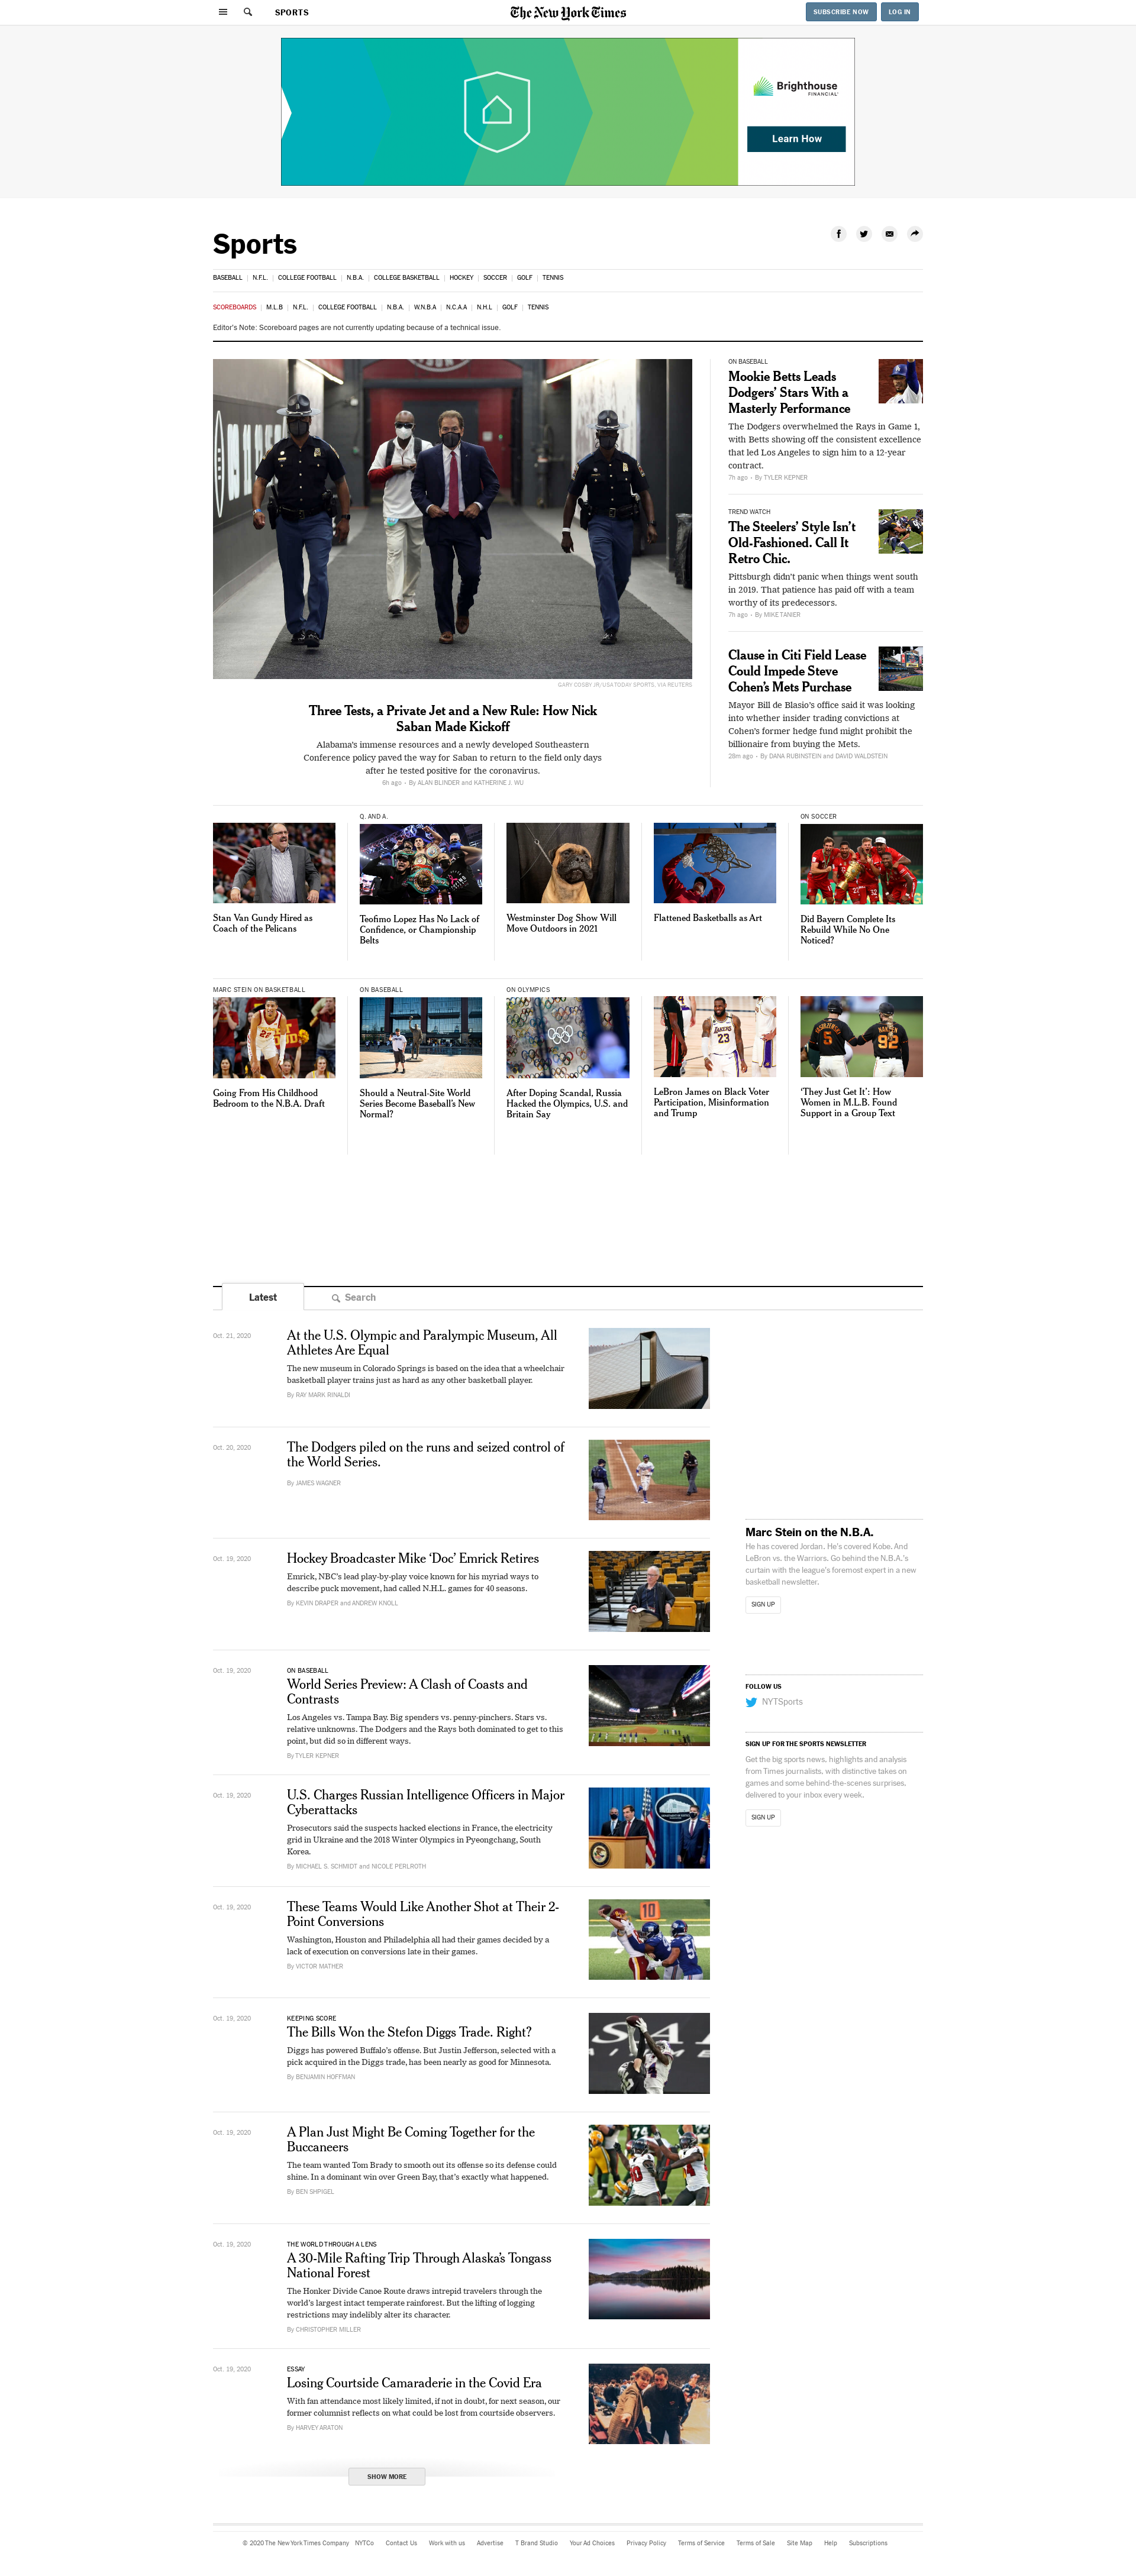 SPORTS
The New York Times
SUBSCRIBE NOW
LOG IN
Brighthouse
FINANCIAL
Learn How
Sports
BASEBALL | N.F.L. | COLLEGE FOOTBALL | N.B.A. | COLLEGE BASKETBALL | HOCKEY | SOCCER | GOLF | TENNIS
SCOREBOARDS | M.L.B | N.F.L. | COLLEGE FOOTBALL | N.B.A. | W.N.B.A | N.C.A.A | N.H.L | GOLF | TENNIS
Editor's Note: Scoreboard pages are not currently updating because of a technical issue.
GARY COSBY JR/USA TODAY SPORTS, VIA REUTERS
Three Tests, a Private Jet and a New Rule: How Nick
Saban Made Kickoff
Alabama's immense resources and a newly developed Southeastern
Conference policy paved the way for Saban to return to the field only days
after he tested positive for the coronavirus.
6h ago · By ALAN BLINDER and KATHERINE J. WU
ON BASEBALL
Mookie Betts Leads
Dodgers' Stars With a
Masterly Performance
The Dodgers overwhelmed the Rays in Game 1,
with Betts showing off the consistent excellence
that led Los Angeles to sign him to a 12-year
contract.
7h ago · By TYLER KEPNER
TREND WATCH
The Steelers' Style Isn't
Old-Fashioned. Call It
Retro Chic.
Pittsburgh didn't panic when things went south
in 2019. That patience has paid off with a team
worthy of its predecessors.
7h ago · By MIKE TANIER
Clause in Citi Field Lease
Could Impede Steve
Cohen's Mets Purchase
Mayor Bill de Blasio's office said it was looking
into whether insider trading convictions at
Cohen's former hedge fund might prohibit the
billionaire from buying the Mets.
28m ago · By DANA RUBINSTEIN and DAVID WALDSTEIN
Stan Van Gundy Hired as
Coach of the Pelicans
Q. AND A.
Teofimo Lopez Has No Lack of
Confidence, or Championship
Belts
Westminster Dog Show Will
Move Outdoors in 2021
Flattened Basketballs as Art
ON SOCCER
Did Bayern Complete Its
Rebuild While No One
Noticed?
MARC STEIN ON BASKETBALL
Going From His Childhood
Bedroom to the N.B.A. Draft
ON BASEBALL
Should a Neutral-Site World
Series Become Baseball's New
Normal?
ON OLYMPICS
After Doping Scandal, Russia
Hacked the Olympics, U.S. and
Britain Say
LAKERS
23
LeBron James on Black Voter
Participation, Misinformation
and Trump
5
92
'They Just Get It': How
Women in M.L.B. Found
Support in a Group Text
Latest
Search
Oct. 21, 2020
At the U.S. Olympic and Paralympic Museum, All
Athletes Are Equal
The new museum in Colorado Springs is based on the idea that a wheelchair
basketball player trains just as hard as any other basketball player.
By RAY MARK RINALDI
Oct. 20, 2020
The Dodgers piled on the runs and seized control of
the World Series.
By JAMES WAGNER
Oct. 19, 2020
Hockey Broadcaster Mike 'Doc' Emrick Retires
Emrick, NBC's lead play-by-play voice known for his myriad ways to
describe puck movement, had called N.H.L. games for 40 seasons.
By KEVIN DRAPER and ANDREW KNOLL
Oct. 19, 2020
ON BASEBALL
World Series Preview: A Clash of Coasts and
Contrasts
Los Angeles vs. Tampa Bay. Big spenders vs. penny-pinchers. Stars vs.
relative unknowns. The Dodgers and the Rays both dominated to get to this
point, but did so in different ways.
By TYLER KEPNER
Oct. 19, 2020
U.S. Charges Russian Intelligence Officers in Major
Cyberattacks
Prosecutors said the suspects hacked elections in France, the electricity
grid in Ukraine and the 2018 Winter Olympics in Pyeongchang, South
Korea.
By MICHAEL S. SCHMIDT and NICOLE PERLROTH
Oct. 19, 2020
These Teams Would Like Another Shot at Their 2-
Point Conversions
Washington, Houston and Philadelphia all had their games decided by a
lack of execution on conversions late in their games.
By VICTOR MATHER
10
Oct. 19, 2020
KEEPING SCORE
The Bills Won the Stefon Diggs Trade. Right?
Diggs has powered Buffalo's offense. But Justin Jefferson, selected with a
pick acquired in the Diggs trade, has been nearly as good for Minnesota.
By BENJAMIN HOFFMAN
Oct. 19, 2020
A Plan Just Might Be Coming Together for the
Buccaneers
The team wanted Tom Brady to smooth out its offense so its defense could
shine. In a dominant win over Green Bay, that's exactly what happened.
By BEN SHPIGEL
Oct. 19, 2020
THE WORLD THROUGH A LENS
A 30-Mile Rafting Trip Through Alaska's Tongass
National Forest
The Honker Divide Canoe Route draws intrepid travelers through the
world's largest intact temperate rainforest. But the lifting of logging
restrictions may indelibly alter its character.
By CHRISTOPHER MILLER
Oct. 19, 2020
ESSAY
Losing Courtside Camaraderie in the Covid Era
With fan attendance most likely limited, if not in doubt, for next season, our
former columnist reflects on what could be lost from courtside observers.
By HARVEY ARATON
SHOW MORE
Marc Stein on the N.B.A.
He has covered Jordan. He's covered Kobe. And
LeBron vs. the Warriors. Go behind the N.B.A.'s
curtain with the league's foremost expert in a new
basketball newsletter.
SIGN UP
FOLLOW US
NYTSports
SIGN UP FOR THE SPORTS NEWSLETTER
Get the big sports news, highlights and analysis
from Times journalists, with distinctive takes on
games and some behind-the-scenes surprises,
delivered to your inbox every week.
SIGN UP
© 2020 The New York Times Company NYTCo Contact Us Work with us Advertise T Brand Studio Your Ad Choices Privacy Policy Terms of Service Terms of Sale Site Map Help Subscriptions